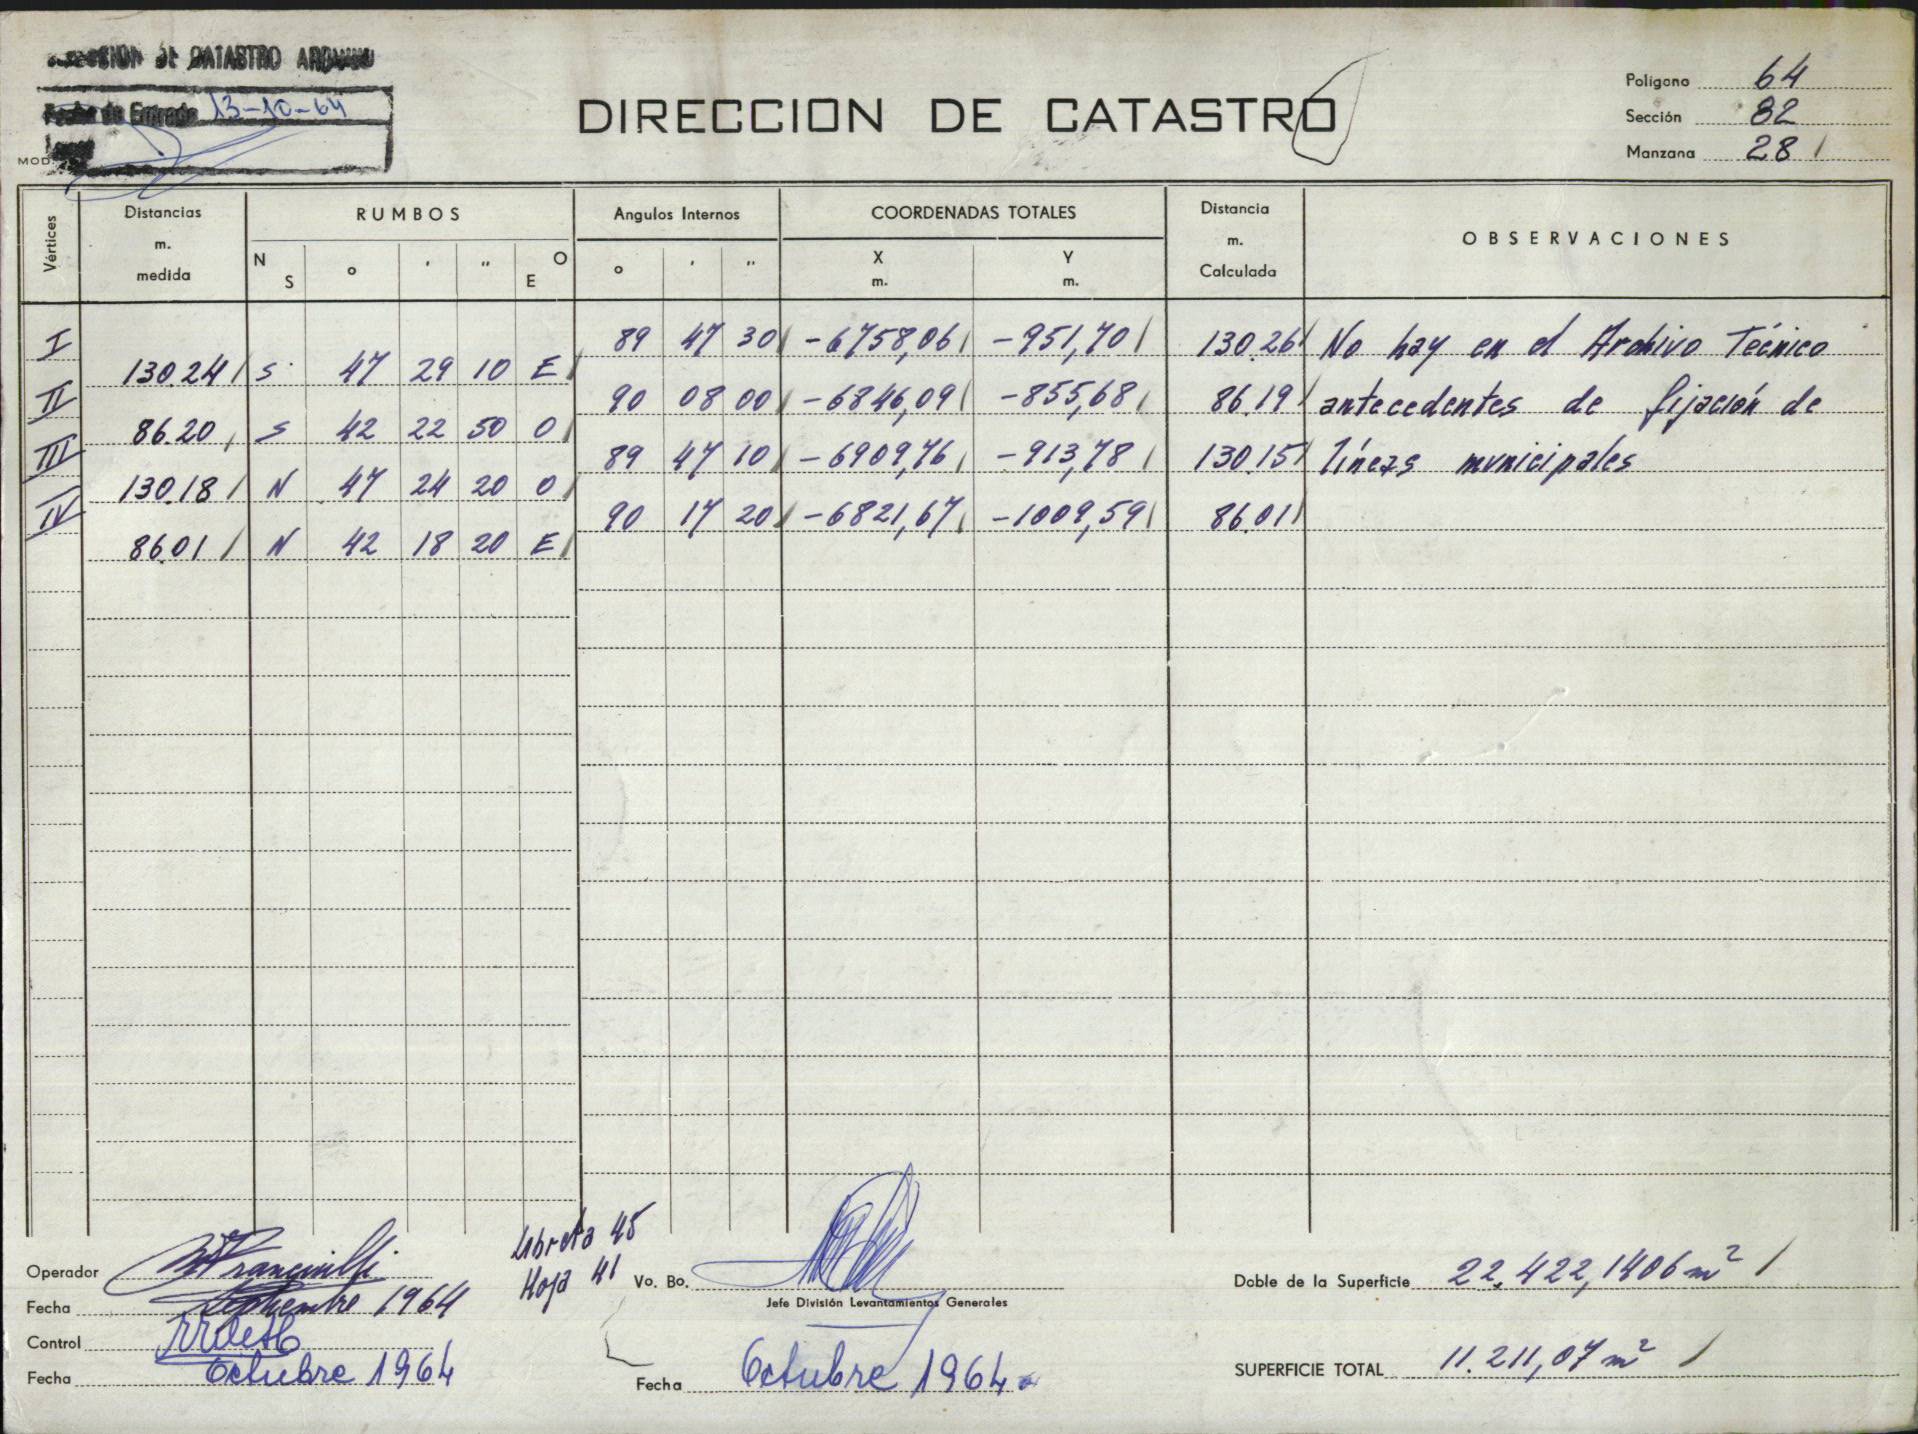 DE CATASTRO
Fecha de Entrada 13-10-64
MOD.
DIRECCION DE CATASTRO
Polígono 64
Sección 82
Manzana 28
Vértices Distancias m. medida RUMBOS Angulos Internos COORDENADAS TOTALES Distancia m. Calculada OBSERVACIONES
N S ° ' '' O E ° ' '' X m. Y m.
I 89 47 30 -6758,06 -951,70 130.26 No hay en el Archivo Técnico
130.24 S 47 29 10 E
II 90 08 00 -6846,09 -855,68 86.19 antecedentes de fijación de
86.20 S 42 22 50 O
III 89 47 10 -6909,76 -913,78 130.15 líneas municipales
130.18 N 47 24 20 O
IV 90 17 20 -6821,67 -1009,59 86.01
86.01 N 42 18 20 E
Libreta 45
Hoja 41
Operador
Fecha Septiembre 1964
Control
Fecha Octubre 1964
Vo. Bo.
Jefe División Levantamientos Generales
Fecha Octubre 1964
Doble de la Superficie 22.422,1406 m²
SUPERFICIE TOTAL 11.211,07 m²